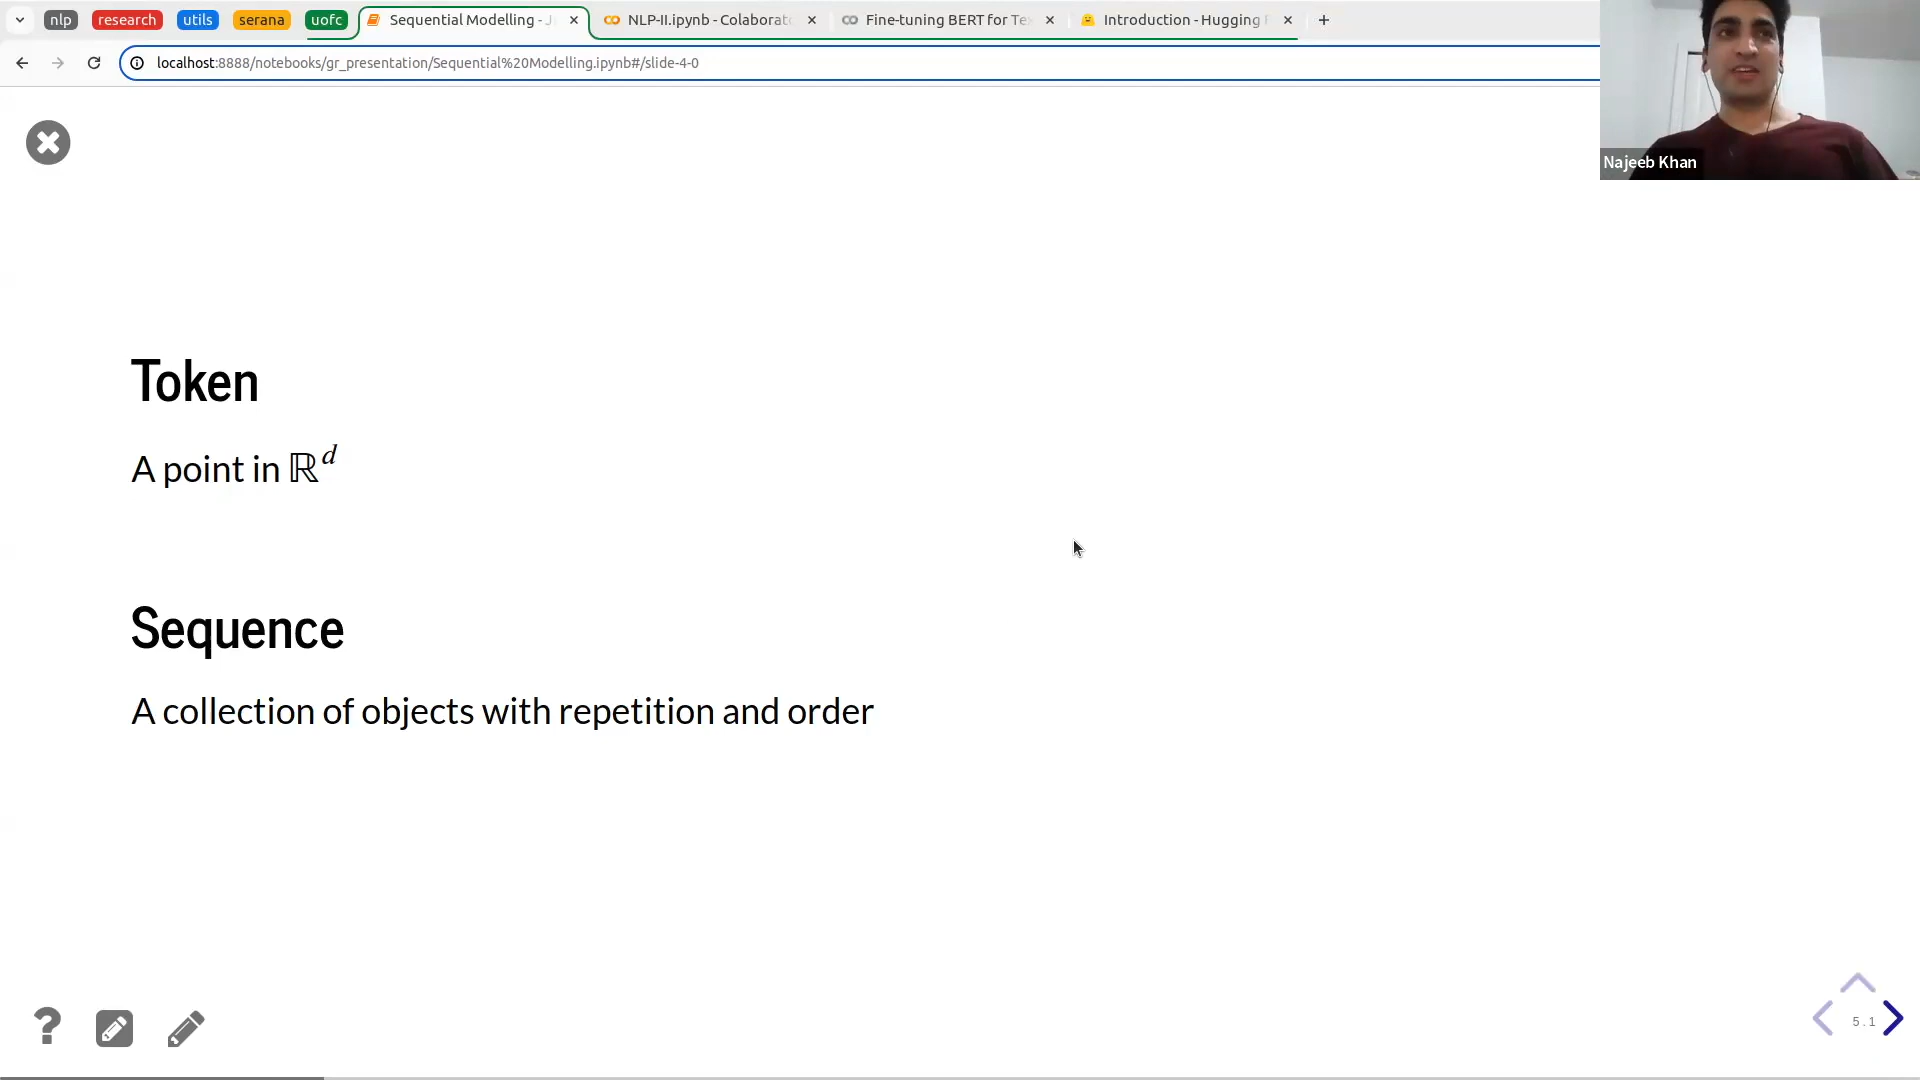 nlp
research
utils
serana
uofc
Sequential Modelling - J
NLP-II.ipynb - Colaborat
Fine-tuning BERT for Te
Introduction - Hugging F
localhost:8888/notebooks/gr_presentation/Sequential%20Modelling.ipynb#/slide-4-0
Najeeb Khan
Token
A point in ℝᵈ
Sequence
A collection of objects with repetition and order
?
5.1